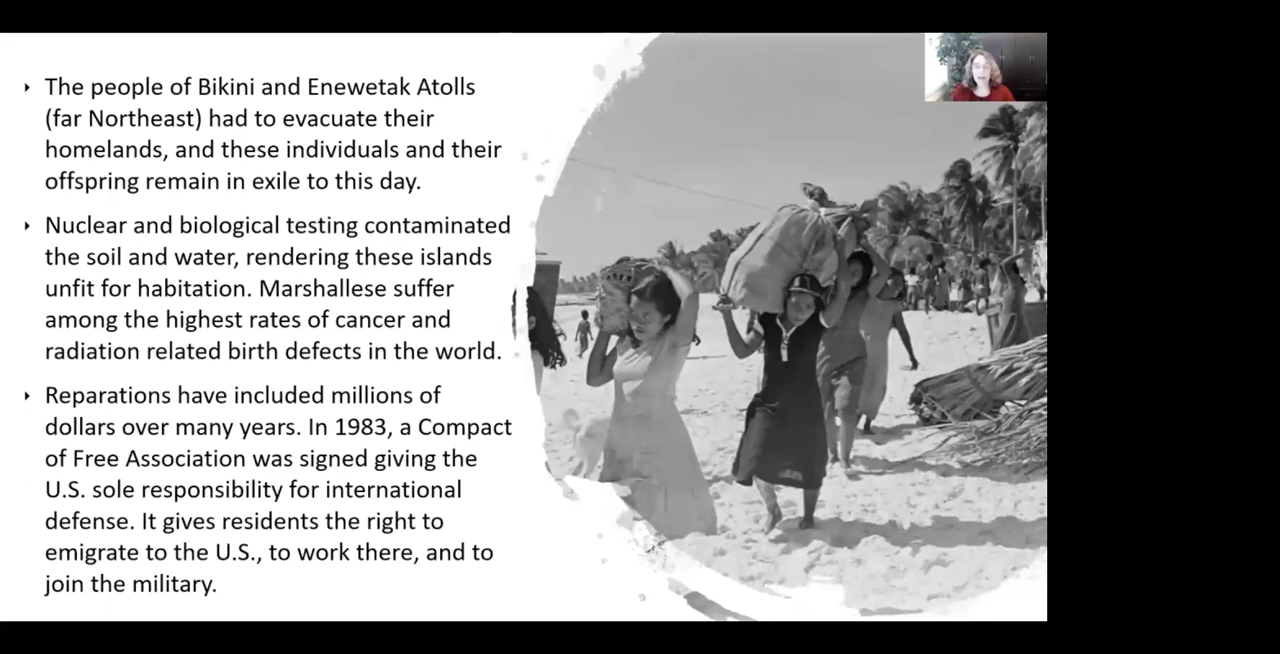 The people of Bikini and Enewetak Atolls
(far Northeast) had to evacuate their
homelands, and these individuals and their
offspring remain in exile to this day.
Nuclear and biological testing contaminated
the soil and water, rendering these islands
unfit for habitation. Marshallese suffer
among the highest rates of cancer and
radiation related birth defects in the world.
Reparations have included millions of
dollars over many years. In 1983, a Compact
of Free Association was signed giving the
U.S. sole responsibility for international
defense. It gives residents the right to
emigrate to the U.S., to work there, and to
join the military.